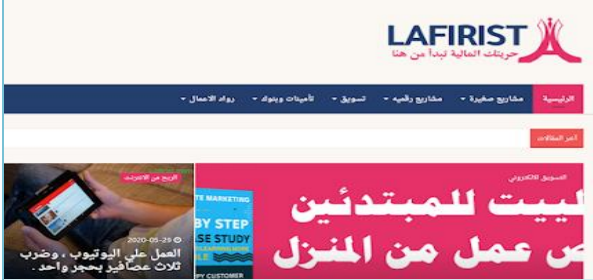 LAFIRIST
حريتك المالية تبدأ من هنا
الرئيسية
مشاريع صغيرة
مشاريع رقميه
تسويق
تأمينات وبنوك
رواد الاعمال
آخر المقالات
التسويق الالكتروني
للمبتدئين
عمل من المنزل
MARKETING
BY STEP
SE STUDY
CUSTOMER
الربح من الانترنت
2020-05-29
العمل علي اليوتيوب ، وضرب
ثلاث عصافير بحجر واحد .